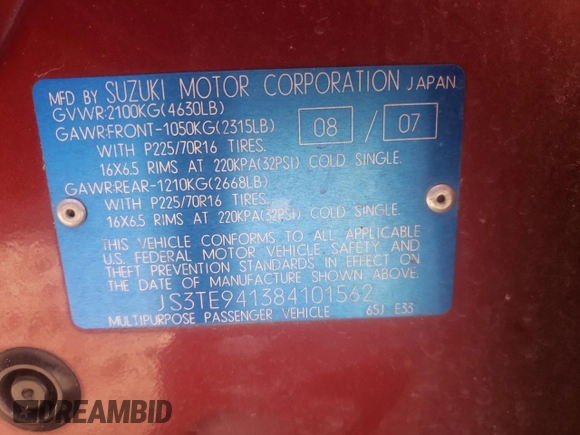 MFD BY SUZUKI MOTOR CORPORATION JAPAN
GVWR:2100KG(4630LB)
GAWR:FRONT-1050KG(2315LB) 08 / 07
WITH P225/70R16 TIRES.
16X6.5 RIMS AT 220KPA(32PSI) COLD SINGLE.
GAWR:REAR-1210KG(2668LB)
WITH P225/70R16 TIRES.
16X6.5 RIMS AT 220KPA(32PSI) COLD SINGLE.
THIS VEHICLE CONFORMS TO ALL APPLICABLE
U.S. FEDERAL MOTOR VEHICLE SAFETY AND
THEFT PREVENTION STANDARDS IN EFFECT ON
THE DATE OF MANUFACTURE SHOWN ABOVE.
JS3TE941384101562
MULTIPURPOSE PASSENGER VEHICLE 65J E33
DREAMBID